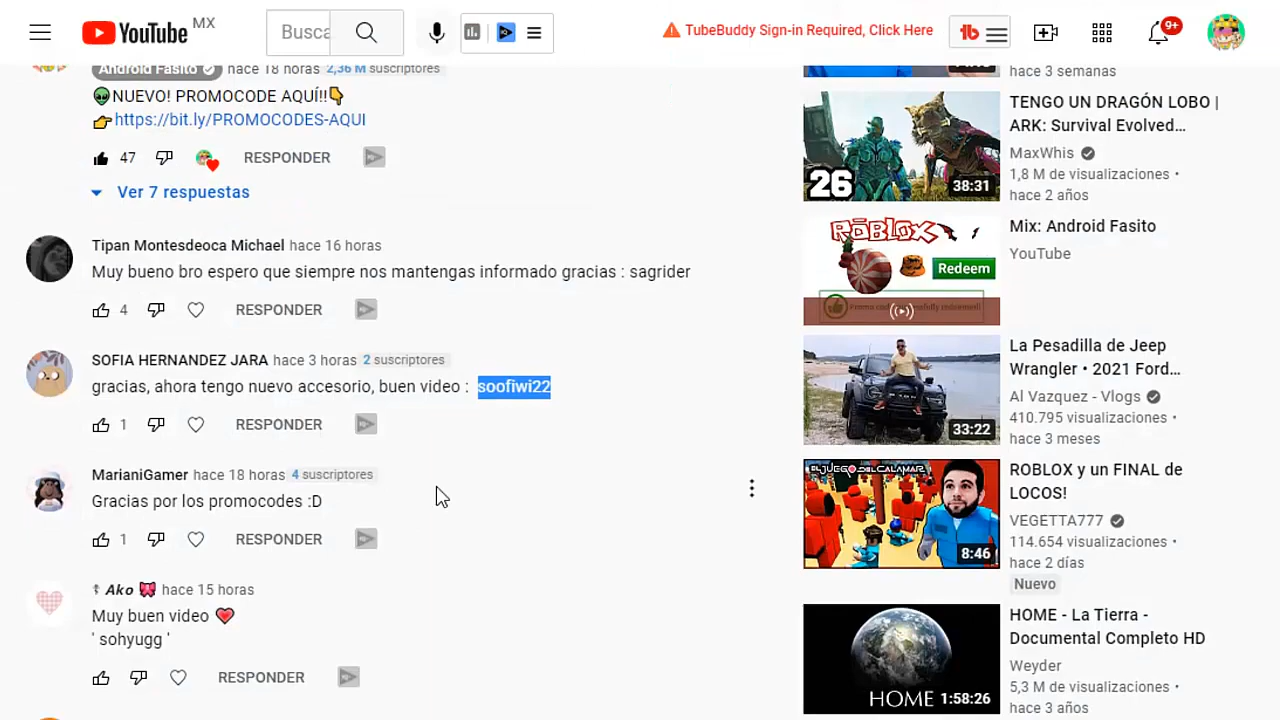 YouTube MX
Busca
TubeBuddy Sign-in Required, Click Here
tb
9+
Android Fasito hace 18 horas 2,36 M suscriptores
👽NUEVO! PROMOCODE AQUÍ!!👇
👉https://bit.ly/PROMOCODES-AQUI
47 RESPONDER
Ver 7 respuestas
Tipan Montesdeoca Michael hace 16 horas
Muy bueno bro espero que siempre nos mantengas informado gracias : sagrider
4 RESPONDER
SOFIA HERNANDEZ JARA hace 3 horas 2 suscriptores
gracias, ahora tengo nuevo accesorio, buen video : soofiwi22
1 RESPONDER
MarianiGamer hace 18 horas 4 suscriptores
Gracias por los promocodes :D
1 RESPONDER
Ako 🎀 hace 15 horas
Muy buen video ❤️
' sohyugg '
RESPONDER
hace 3 semanas
26
38:31
TENGO UN DRAGÓN LOBO |
ARK: Survival Evolved…
MaxWhis
1,8 M de visualizaciones •
hace 2 años
ROBLOX
Redeem
Mix: Android Fasito
YouTube
33:22
La Pesadilla de Jeep
Wrangler • 2021 Ford…
Al Vazquez - Vlogs
410.795 visualizaciones •
hace 3 meses
EL JUEGO DEL CALAMAR
8:46
ROBLOX y un FINAL de
LOCOS!
VEGETTA777
114.654 visualizaciones •
hace 2 días
Nuevo
HOME 1:58:26
HOME - La Tierra -
Documental Completo HD
Weyder
5,3 M de visualizaciones •
hace 3 años